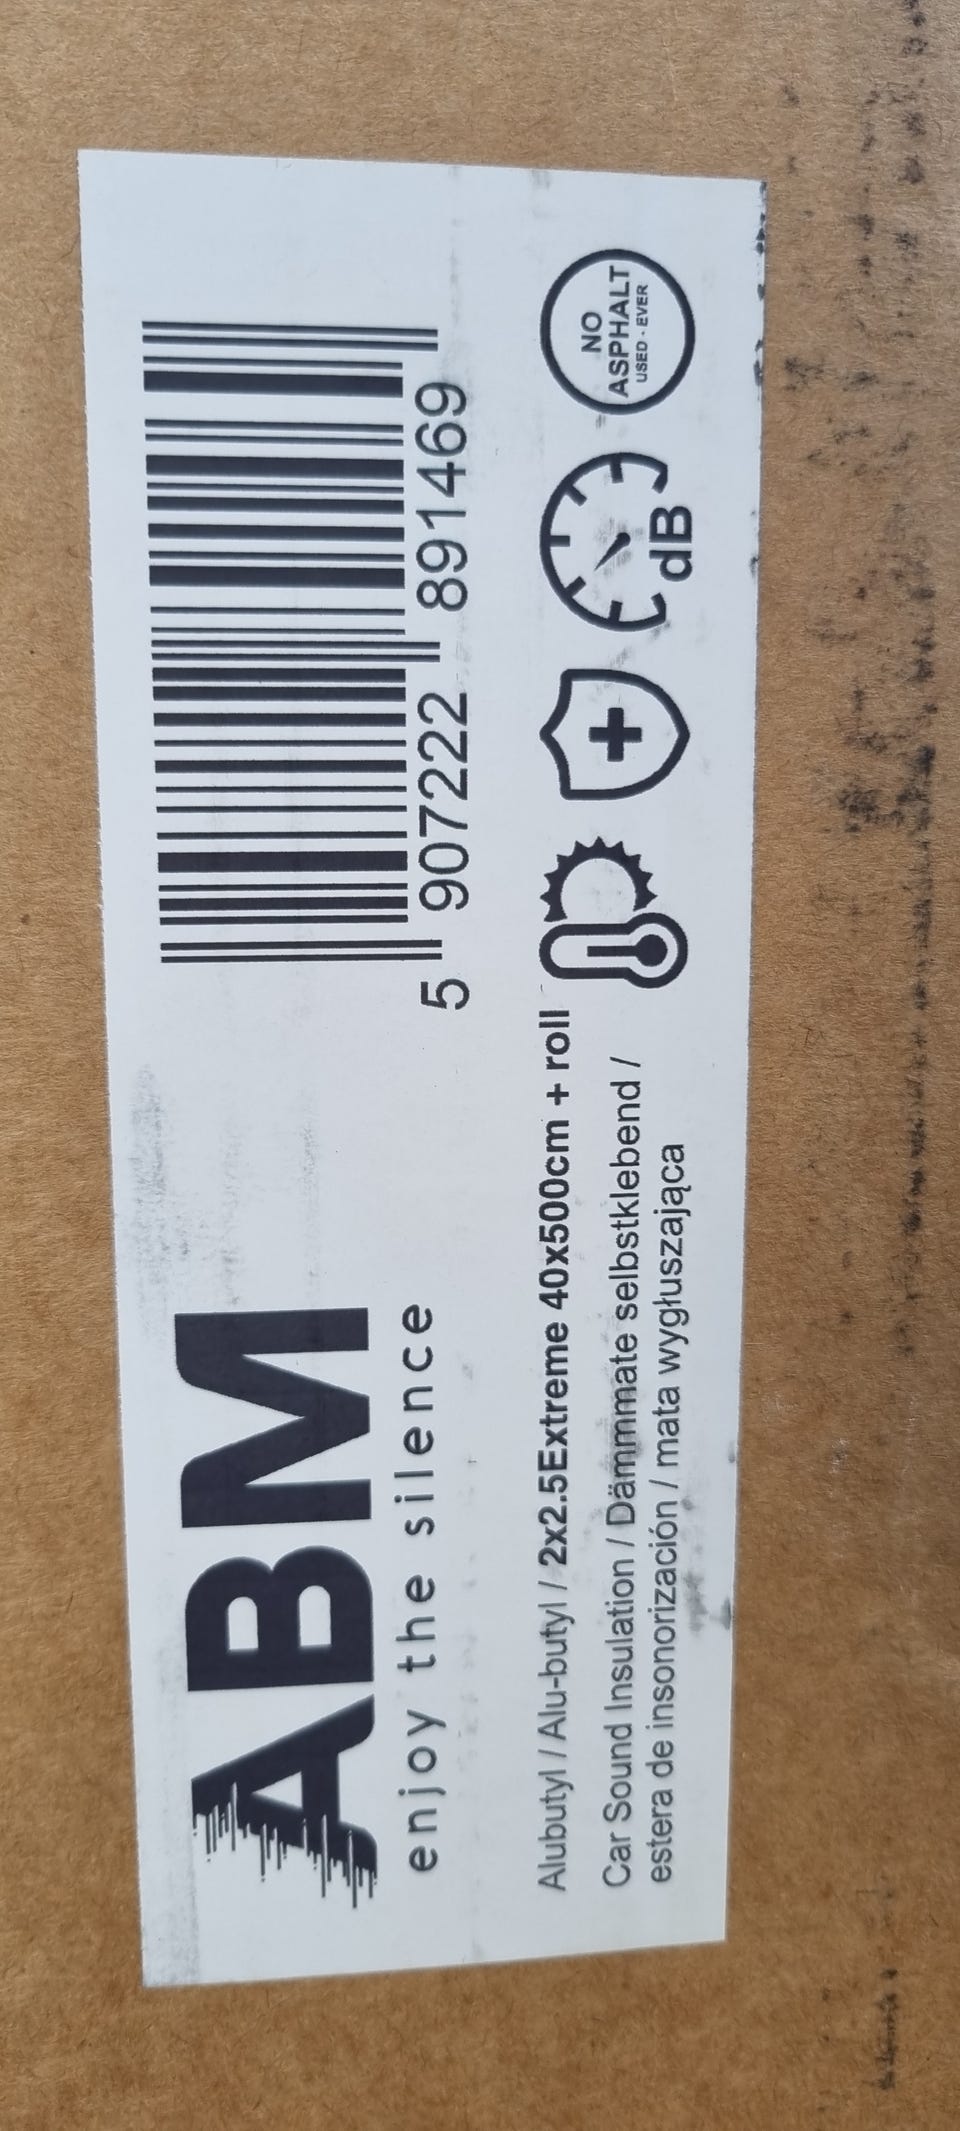 ABM
enjoy the silence
5 907222 891469
Alubutyl / Alu-butyl / 2x2.5Extreme 40x500cm + roll
Car Sound Insulation / Dämmmate selbstklebend /
estera de insonorización / mata wygłuszająca
dB
NO
ASPHALT
USED - EVER